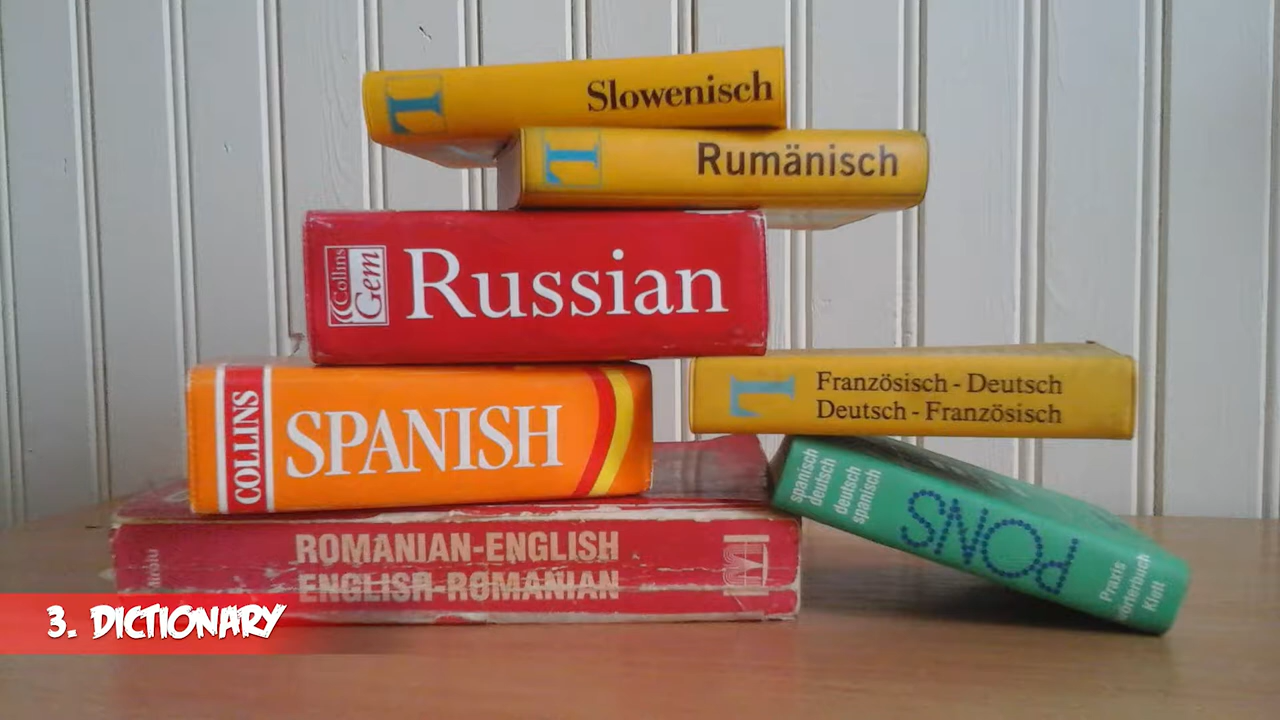 Slowenisch
L
Rumänisch
L
Collins
Gem
Russian
COLLINS
SPANISH
L
Französisch - Deutsch
Deutsch - Französisch
spanisch
deutsch
deutsch
spanisch
PONS
Praxis
Wörterbuch
Klett
ROMANIAN-ENGLISH
ENGLISH-ROMANIAN
3. DICTIONARY